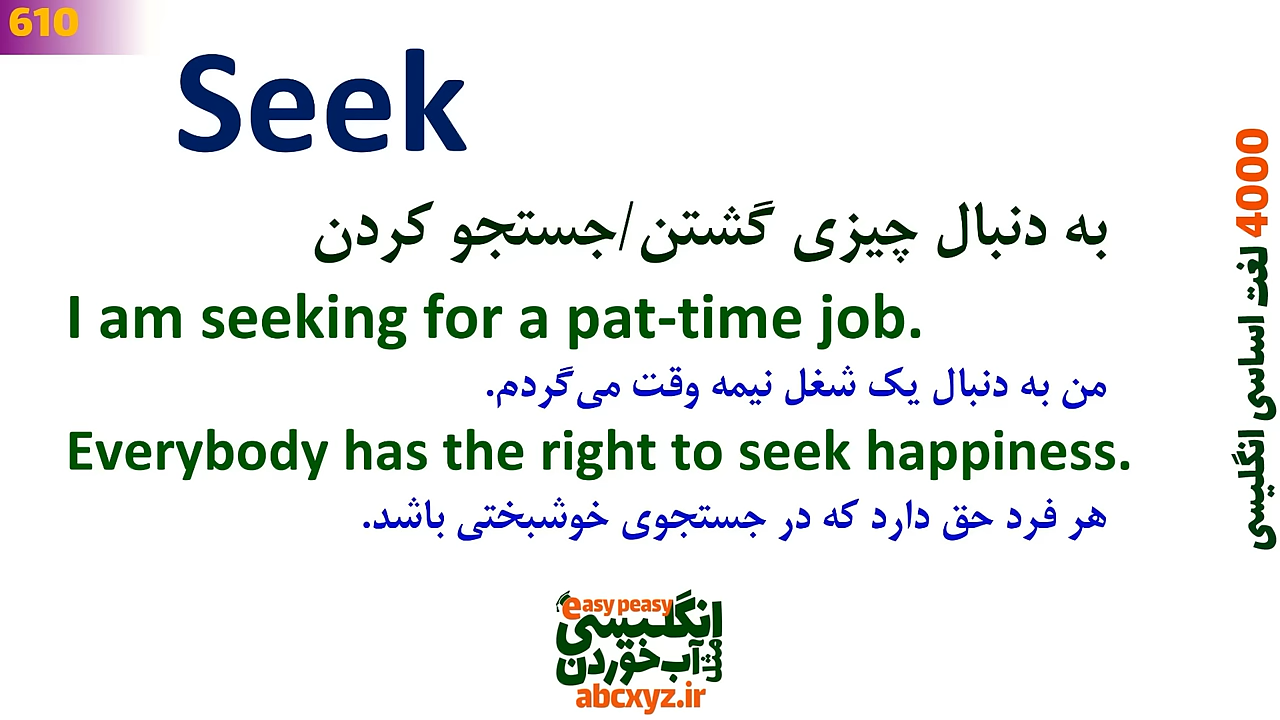 610
Seek
به دنبال چیزی گشتن/جستجو کردن
I am seeking for a pat-time job.
من به دنبال یک شغل نیمه وقت می‌گردم.
Everybody has the right to seek happiness.
هر فرد حق دارد که در جستجوی خوشبختی باشد.
4000 لغت اساسی انگلیسی
easy peasy
انگلیسی
مثل آب خوردن
abcxyz.ir